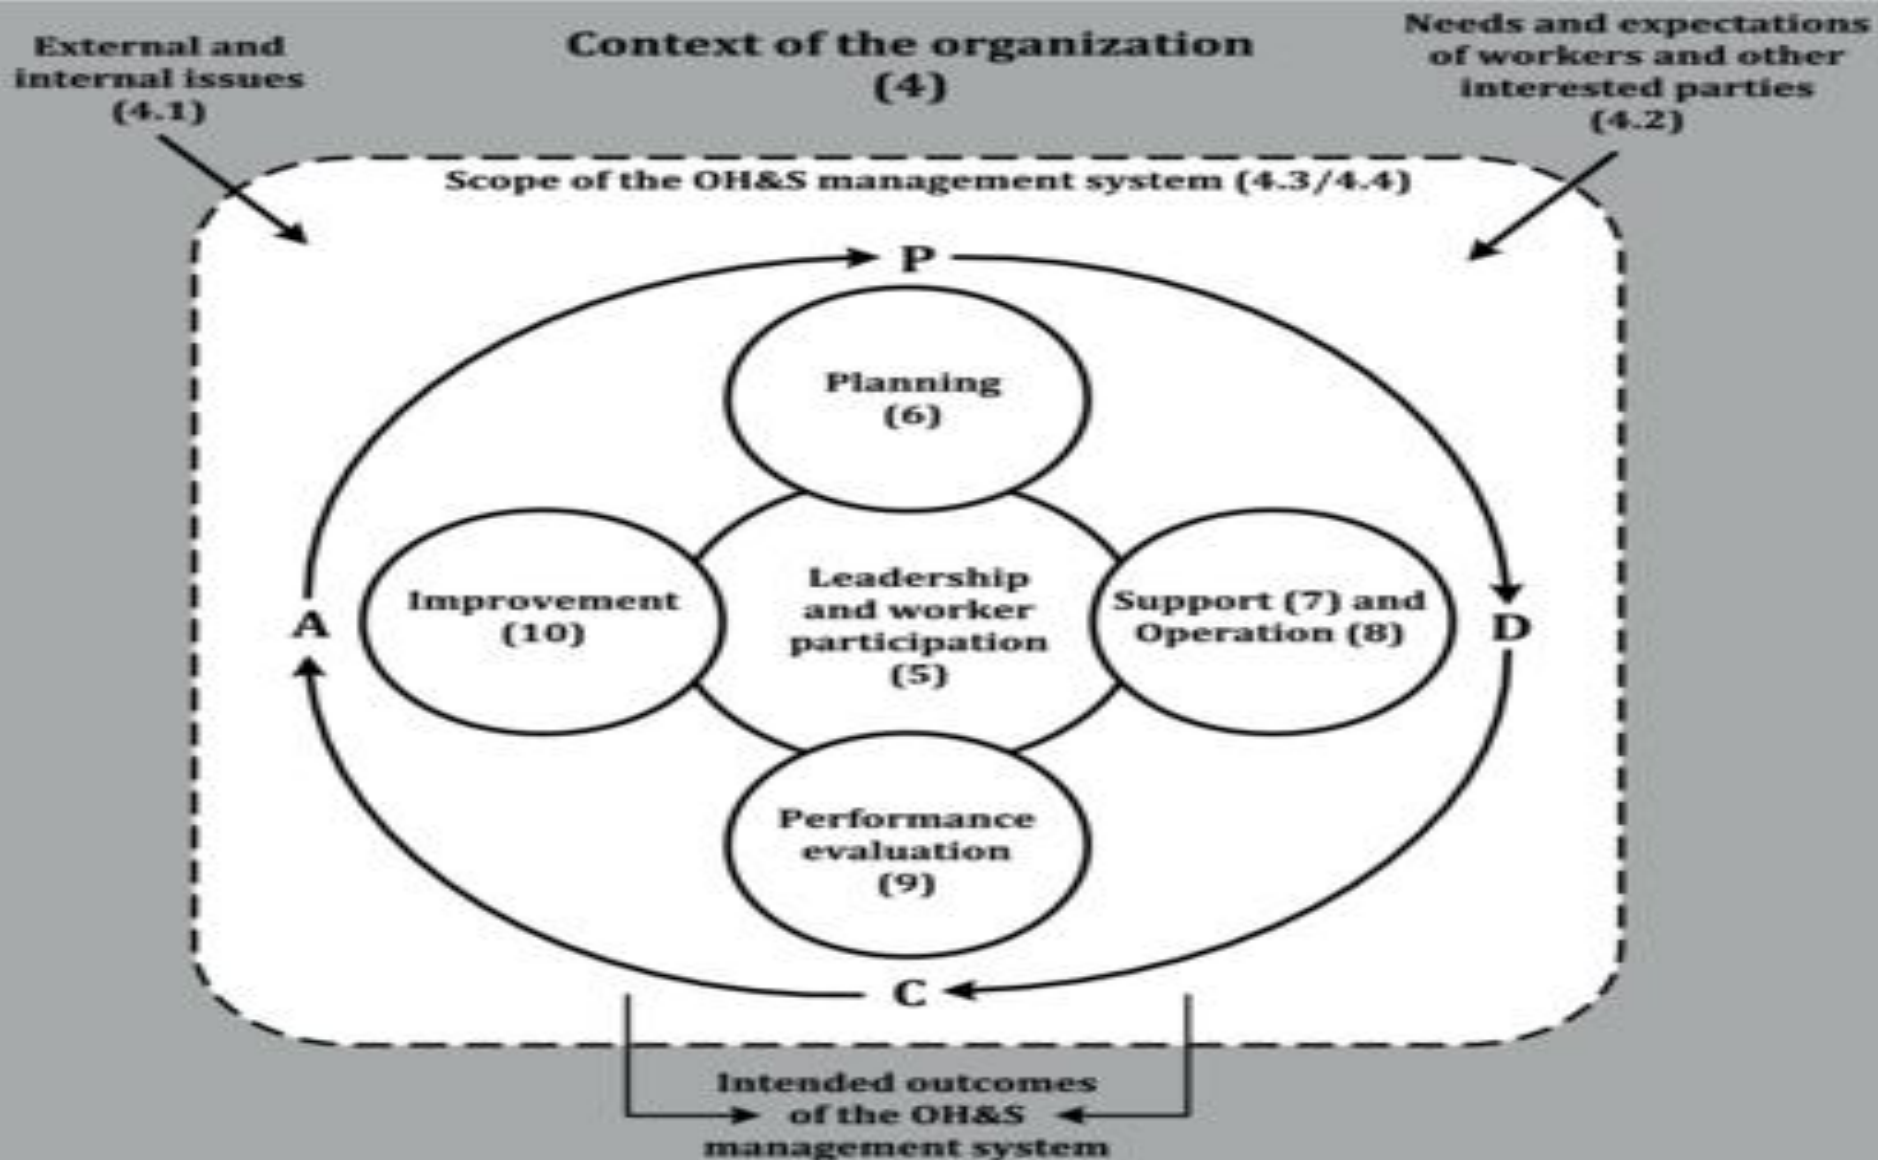 External and
internal issues
(4.1)
Context of the organization
(4)
Needs and expectations
of workers and other
interested parties
(4.2)
Scope of the OH&S management system (4.3/4.4)
P
Planning
(6)
Improvement
(10)
A
Leadership
and worker
participation
(5)
Support (7) and
Operation (8)
D
Performance
evaluation
(9)
C
Intended outcomes
of the OH&S
management system